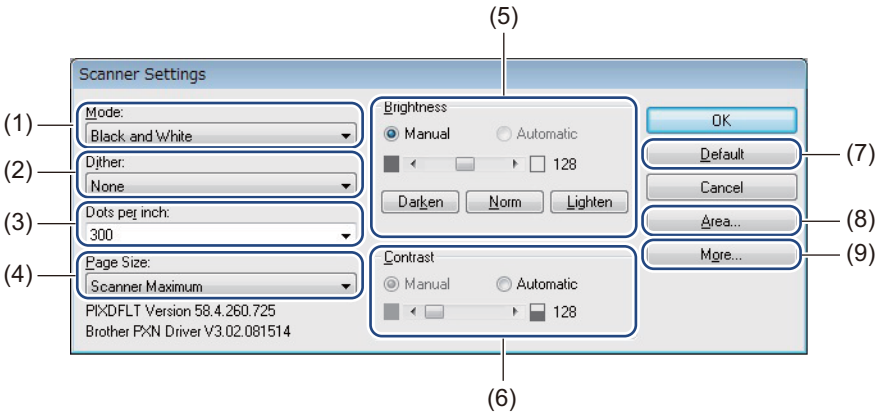 (5)
Scanner Settings
(1)
Mode:
Black and White
(2)
Dither:
None
(3)
Dots per inch:
300
(4)
Page Size:
Scanner Maximum
PIXDFLT Version 58.4.260.725
Brother PXN Driver V3.02.081514
Brightness
Manual Automatic
128
Darken Norm Lighten
Contrast
Manual Automatic
128
(6)
OK
Default
(7)
Cancel
Area...
(8)
More...
(9)